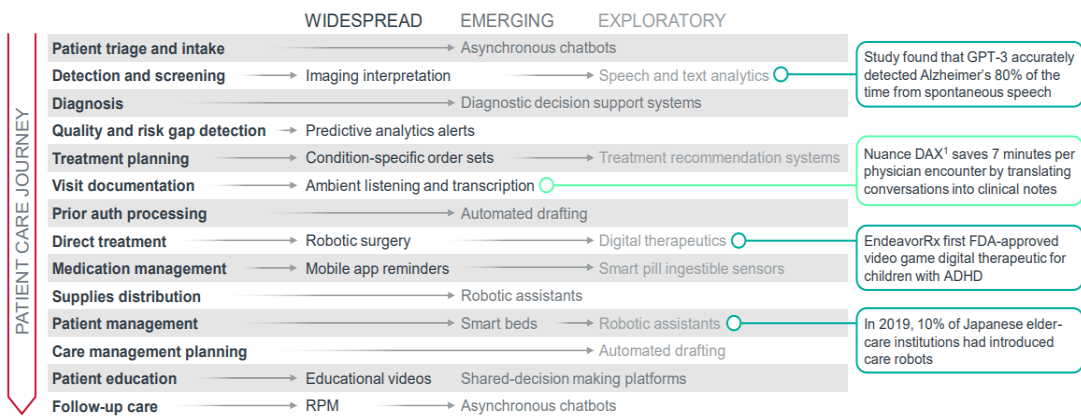 WIDESPREAD EMERGING EXPLORATORY
PATIENT CARE JOURNEY
Patient triage and intake Asynchronous chatbots
Detection and screening Imaging interpretation Speech and text analytics
Diagnosis Diagnostic decision support systems
Quality and risk gap detection Predictive analytics alerts
Treatment planning Condition-specific order sets Treatment recommendation systems
Visit documentation Ambient listening and transcription
Prior auth processing Automated drafting
Direct treatment Robotic surgery Digital therapeutics
Medication management Mobile app reminders Smart pill ingestible sensors
Supplies distribution Robotic assistants
Patient management Smart beds Robotic assistants
Care management planning Automated drafting
Patient education Educational videos Shared-decision making platforms
Follow-up care RPM Asynchronous chatbots
Study found that GPT-3 accurately
detected Alzheimer's 80% of the
time from spontaneous speech
Nuance DAX¹ saves 7 minutes per
physician encounter by translating
conversations into clinical notes
EndeavorRx first FDA-approved
video game digital therapeutic for
children with ADHD
In 2019, 10% of Japanese elder-
care institutions had introduced
care robots